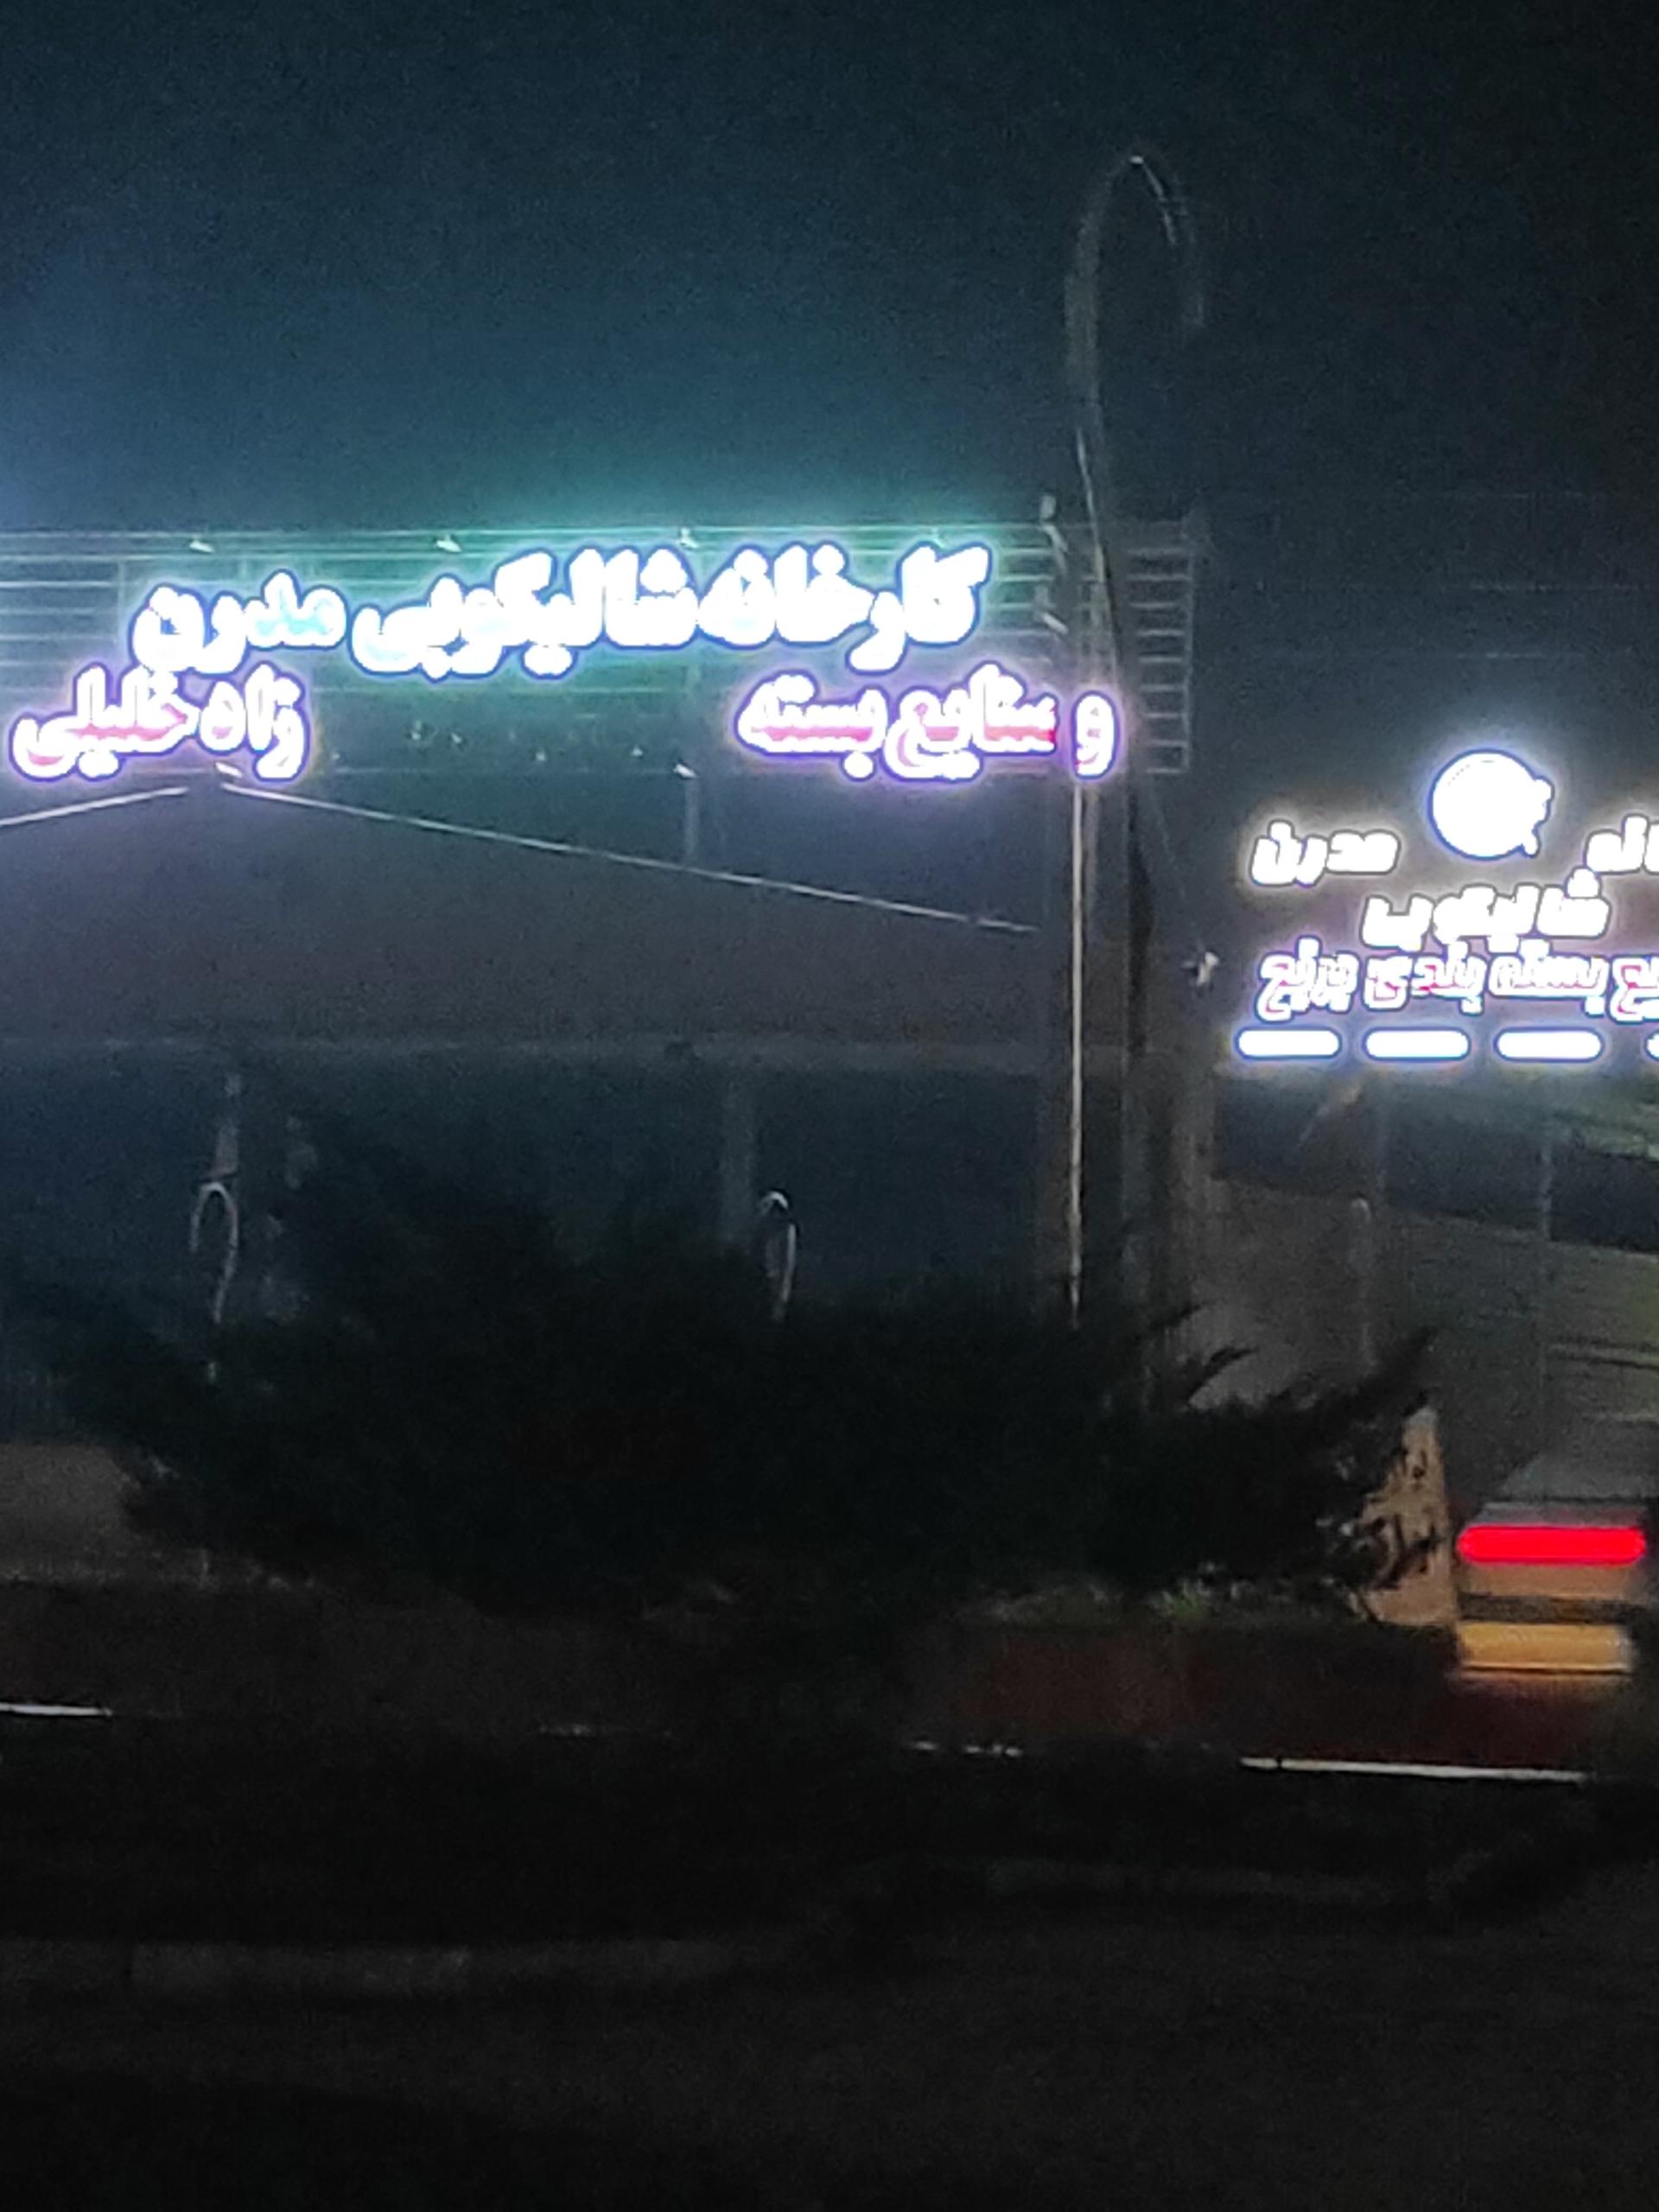 کارخانه شالیکوبی مدرن
و صنایع بسته
زاده خلیلی
مدرن
شالیکوبی
بسته بندی برنج